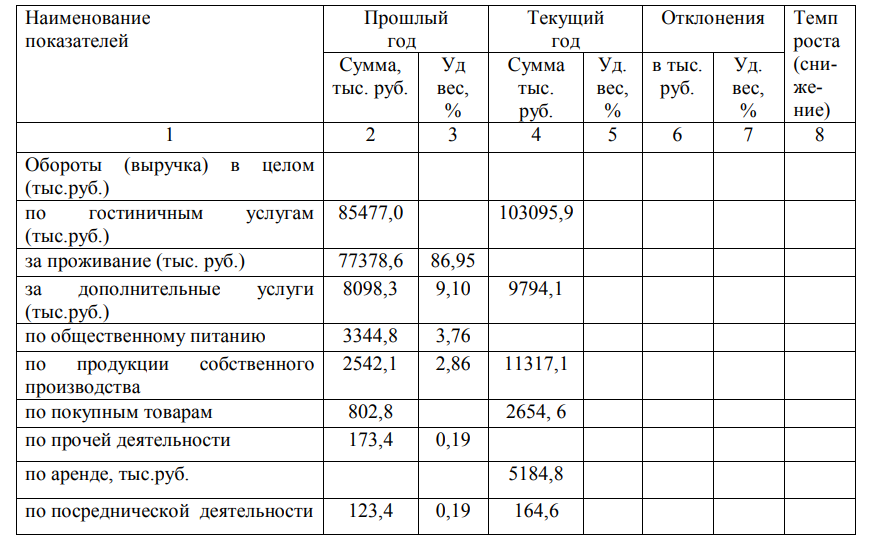 Наименование Прошлый Текущий Отклонения Темп
показателей год год роста
Сумма, Уд Сумма Уд. в тыс. Уд. (сни-
тыс. руб. вес, тыс. вес, руб. вес, же-
% руб. % % ние)
1 2 3 4 5 6 7 8
Обороты (выручка) в целом
(тыс.руб.)
по гостиничным услугам 85477,0 103095,9
(тыс.руб.)
за проживание (тыс. руб.) 77378,6 86,95
за дополнительные услуги 8098,3 9,10 9794,1
(тыс.руб.)
по общественному питанию 3344,8 3,76
по продукции собственного 2542,1 2,86 11317,1
производства
по покупным товарам 802,8 2654, 6
по прочей деятельности 173,4 0,19
по аренде, тыс.руб. 5184,8
по посреднической деятельности 123,4 0,19 164,6